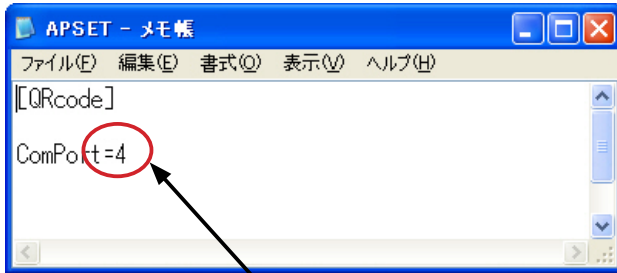 APSET - メモ帳
ファイル(F) 編集(E) 書式(O) 表示(V) ヘルプ(H)
[QRcode]
ComPort=4